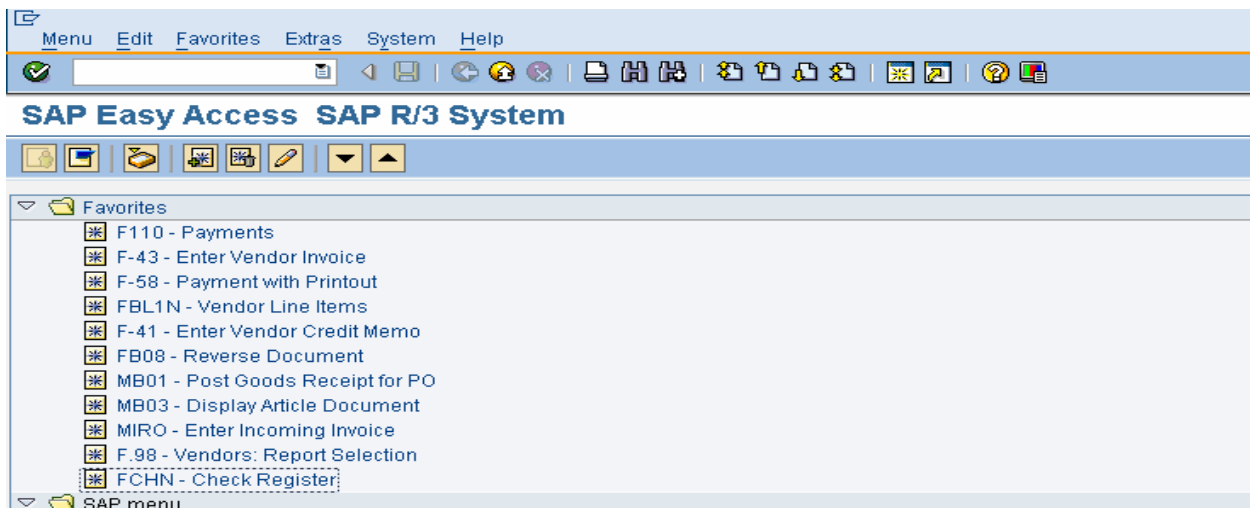 Menu Edit Favorites Extras System Help
SAP Easy Access SAP R/3 System
Favorites
F110 - Payments
F-43 - Enter Vendor Invoice
F-58 - Payment with Printout
FBL1N - Vendor Line Items
F-41 - Enter Vendor Credit Memo
FB08 - Reverse Document
MB01 - Post Goods Receipt for PO
MB03 - Display Article Document
MIRO - Enter Incoming Invoice
F.98 - Vendors: Report Selection
FCHN - Check Register
SAP menu